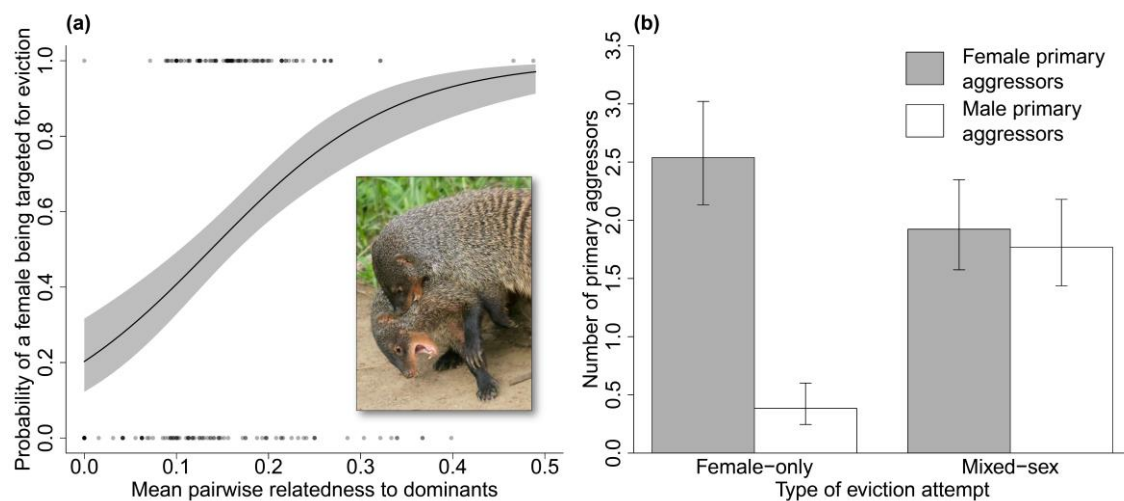 (a)
Probability of a female being targeted for eviction
1.0
0.8
0.6
0.4
0.2
0.0
0.0 0.1 0.2 0.3 0.4 0.5
Mean pairwise relatedness to dominants
(b)
Number of primary aggressors
3.5
3.0
2.5
2.0
1.5
1.0
0.5
0.0
Female primary
aggressors
Male primary
aggressors
Female−only Mixed−sex
Type of eviction attempt